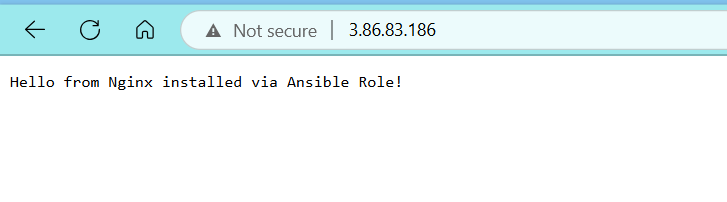 Not secure 3.86.83.186
Hello from Nginx installed via Ansible Role!